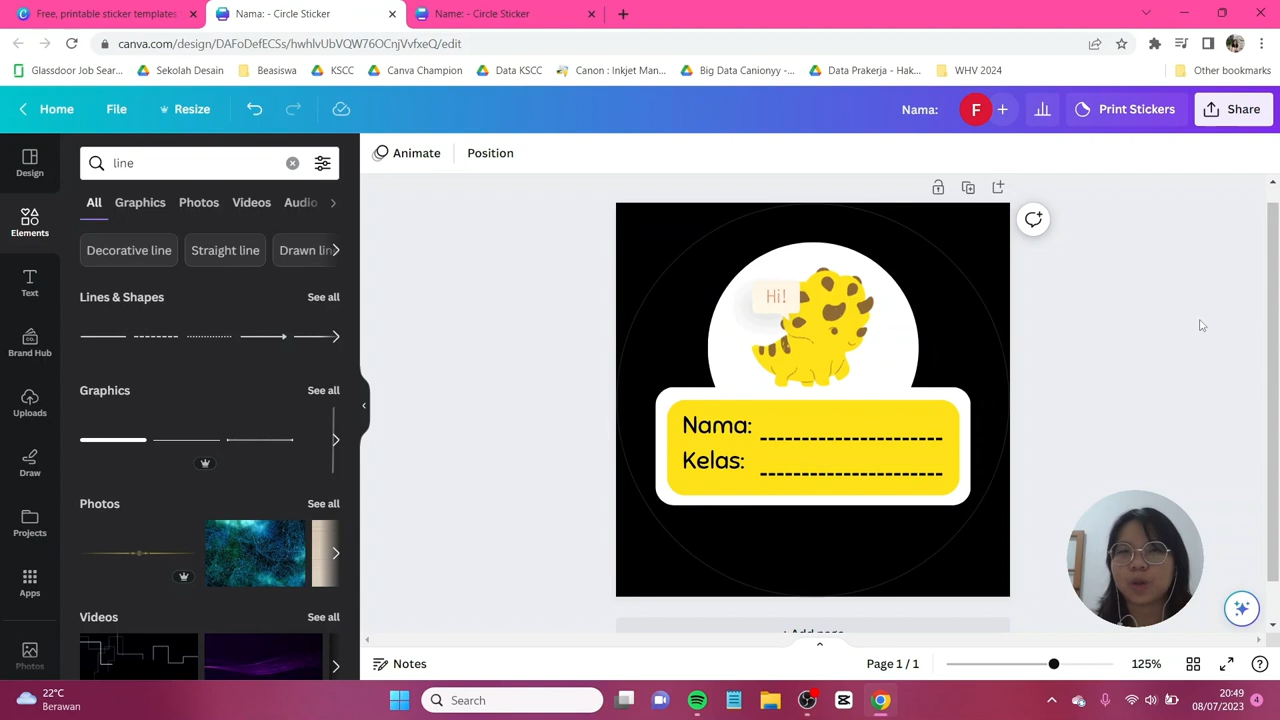 Free, printable sticker templates
Nama: - Circle Sticker
Name: - Circle Sticker
canva.com/design/DAFoDefECSs/hwhlvUbVQW76OCnjVvfxeQ/edit
Glassdoor Job Sear...
Sekolah Desain
Beasiswa
KSCC
Canva Champion
Data KSCC
Canon : Inkjet Man...
Big Data Canionyy -...
Data Prakerja - Hak...
WHV 2024
Other bookmarks
Home
File
Resize
Nama:
F
Print Stickers
Share
Design
Elements
Text
Brand Hub
Uploads
Draw
Projects
Apps
Photos
line
All
Graphics
Photos
Videos
Audio
Decorative line
Straight line
Drawn lin
Lines & Shapes
See all
Graphics
See all
Photos
See all
Videos
See all
Animate
Position
Hi!
Nama: ----------------------
Kelas: ----------------------
+ Add page
Notes
Page 1 / 1
125%
22°C
Berawan
Search
20:49
08/07/2023
4